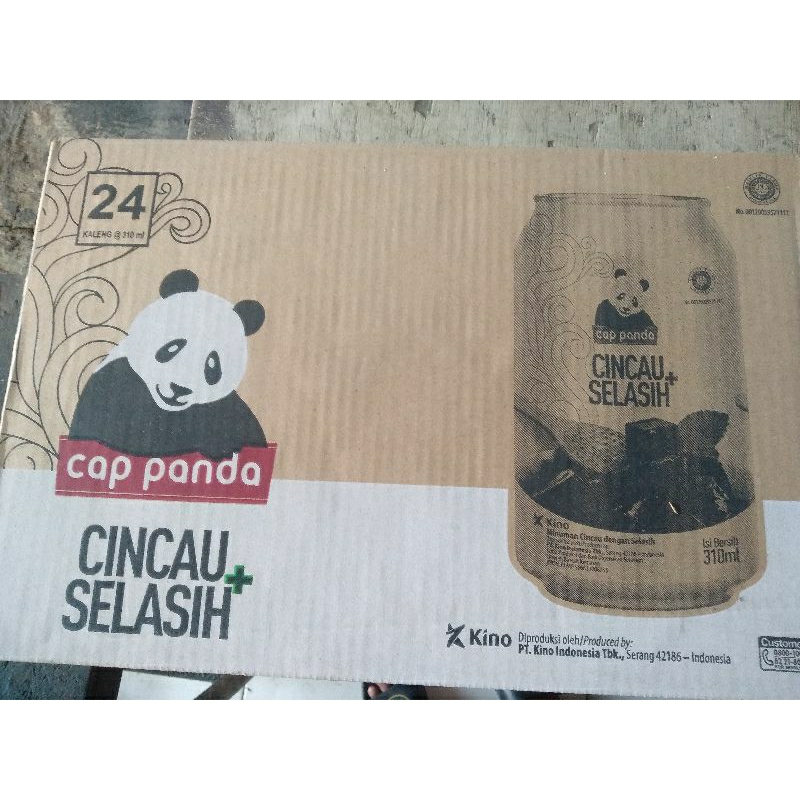 24
KALENG @ 310 ml
cap panda
CINCAU +
SELASIH
cap panda
CINCAU +
SELASIH
Kino
Minuman Cincau dengan Selasih
Isi Bersih
310ml
Kino
Diproduksi oleh/Produced by:
PT. Kino Indonesia Tbk., Serang 42186 – Indonesia